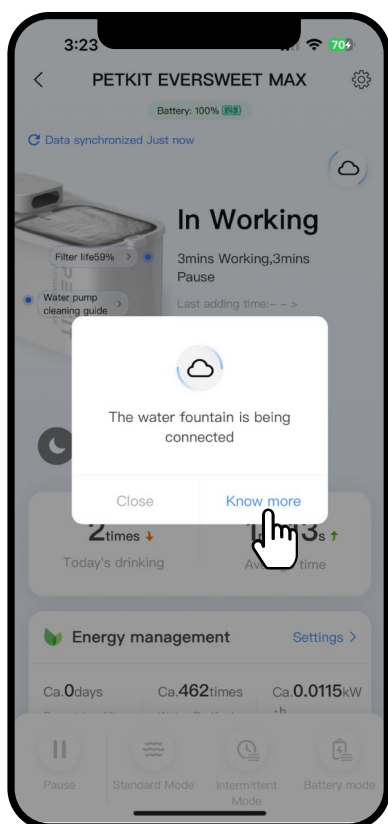 3:23
70
PETKIT EVERSWEET MAX
Battery: 100%
Data synchronized Just now
In Working
Filter life59% >
3mins Working,3mins
Pause
Water pump
cleaning guide >
Last adding time:– – >
The water fountain is being
connected
Close
Know more
2times
s
Today's drinking
time
Energy management
Settings >
Ca.0days
Ca.462times
Ca.0.0115kW
·h
Pause
Standard Mode
Intermittent
Mode
Battery mode